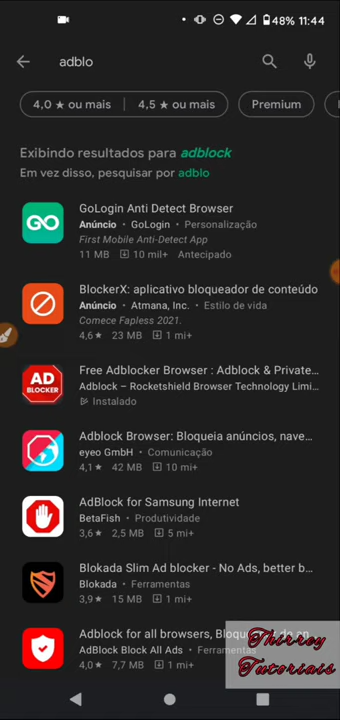 48% 11:44
adblo
4,0 ★ ou mais
4,5 ★ ou mais
Premium
Exibindo resultados para adblock
Em vez disso, pesquisar por adblo
GO
GoLogin Anti Detect Browser
Anúncio • GoLogin • Personalização
First Mobile Anti-Detect App
11 MB 10 mil+ Antecipado
BlockerX: aplicativo bloqueador de conteúdo
Anúncio • Atmana, Inc. • Estilo de vida
Comece Fapless 2021.
4,6★ 23 MB 1 mi+
AD
BLOCKER
Free Adblocker Browser : Adblock & Private...
Adblock – Rocketshield Browser Technology Limi...
Instalado
Adblock Browser: Bloqueia anúncios, nave...
eyeo GmbH • Comunicação
4,1★ 42 MB 10 mi+
AdBlock for Samsung Internet
BetaFish • Produtividade
3,6★ 2,5 MB 5 mi+
Blokada Slim Ad blocker - No Ads, better b...
Blokada • Ferramentas
3,9★ 15 MB 1 mi+
Adblock for all browsers, Bloqu
AdBlock Block All Ads • Ferramentas
4,0★ 7,7 MB 1 mi+
Thirrey
Tutoriais